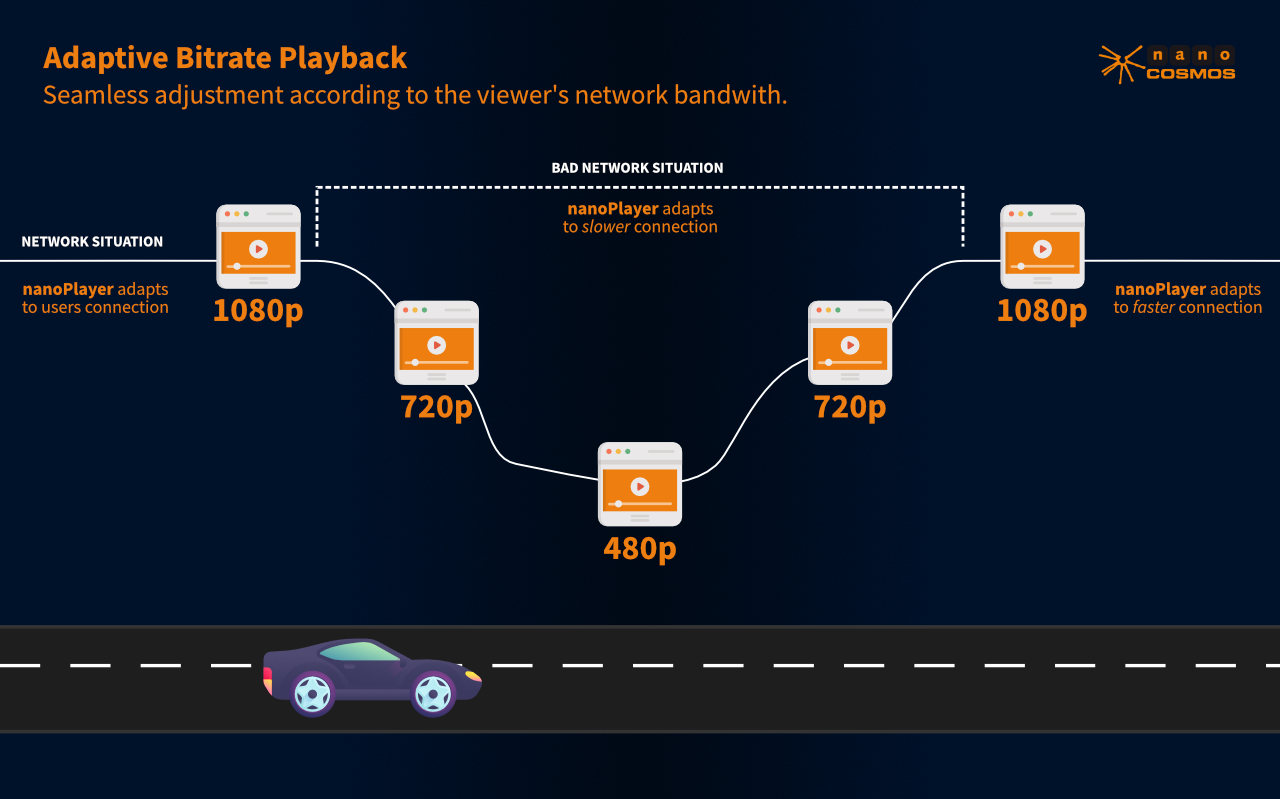 Adaptive Bitrate Playback
Seamless adjustment according to the viewer's network bandwith.
nano
COSMOS
BAD NETWORK SITUATION
nanoPlayer adapts
to slower connection
NETWORK SITUATION
nanoPlayer adapts
to users connection
1080p
720p
480p
720p
1080p
nanoPlayer adapts
to faster connection